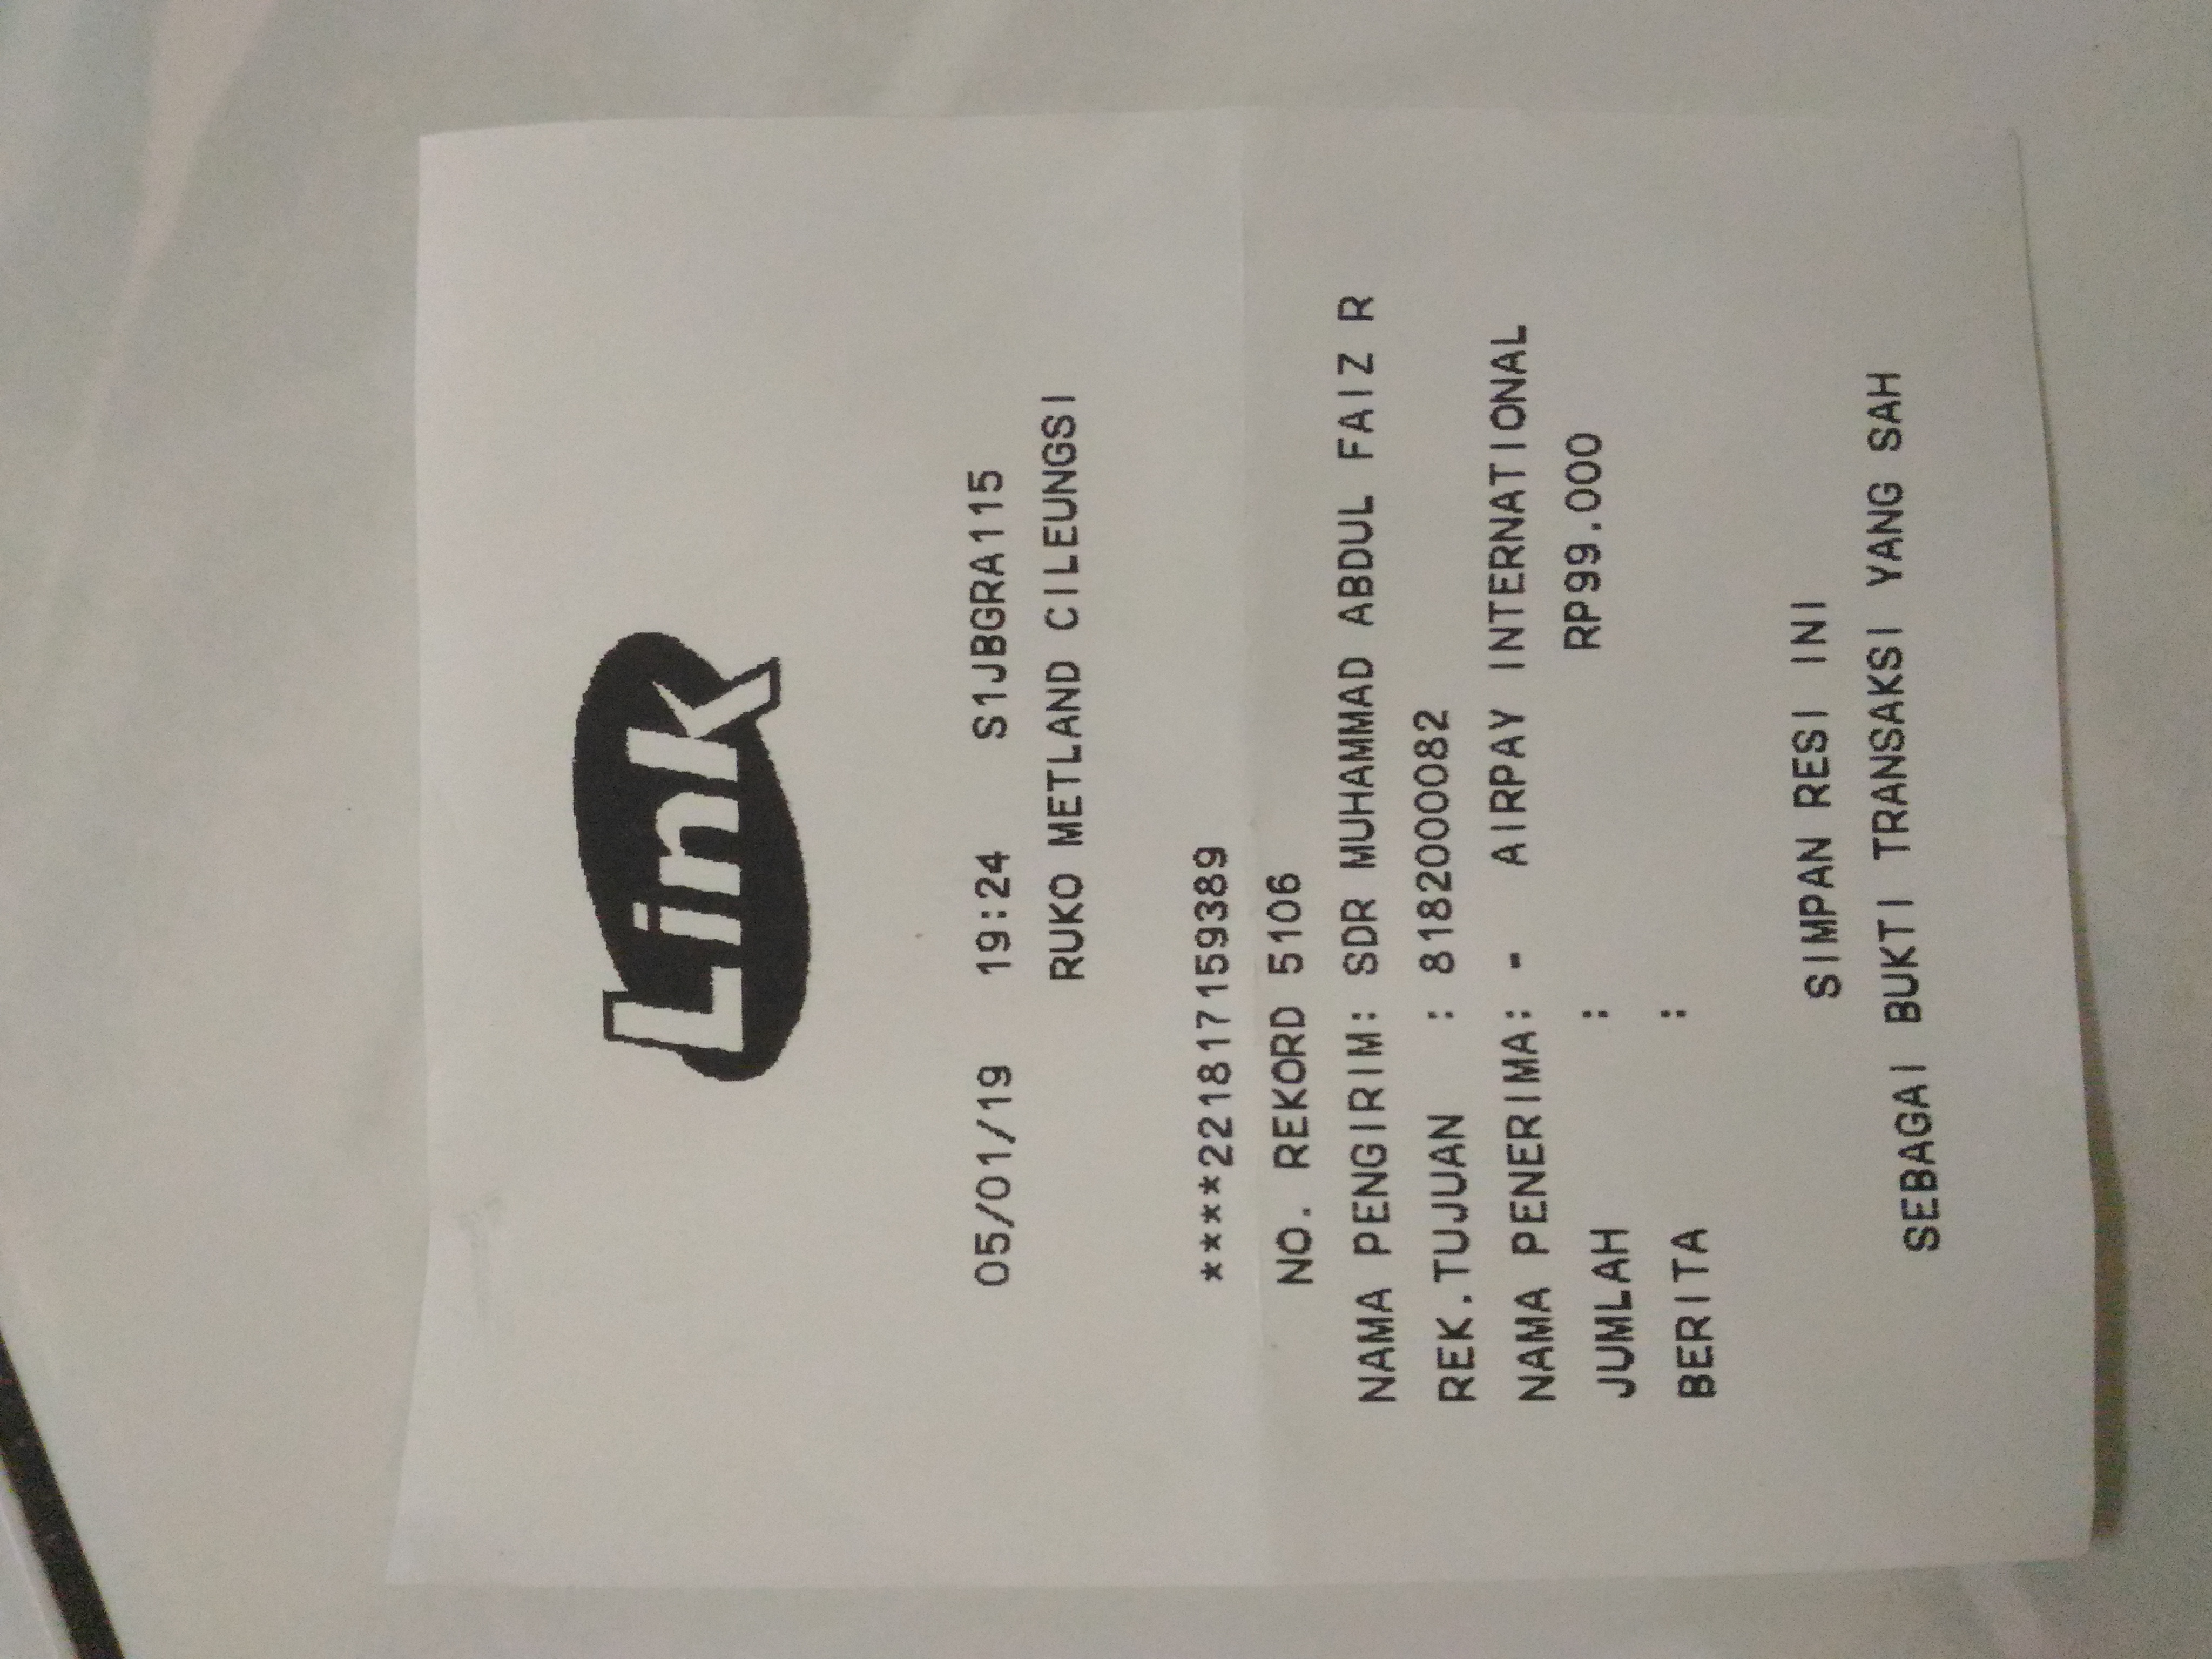 Link
05/01/19 19:24 S1JBGRA115
RUKO METLAND CILEUNGSI
****221817159389
NO. REKORD 5106
NAMA PENGIRIM: SDR MUHAMMAD ABDUL FAIZ R
REK.TUJUAN : 8182000082
NAMA PENERIMA: - AIRPAY INTERNATIONAL
JUMLAH : RP99.000
BERITA :
SIMPAN RESI INI
SEBAGAI BUKTI TRANSAKSI YANG SAH